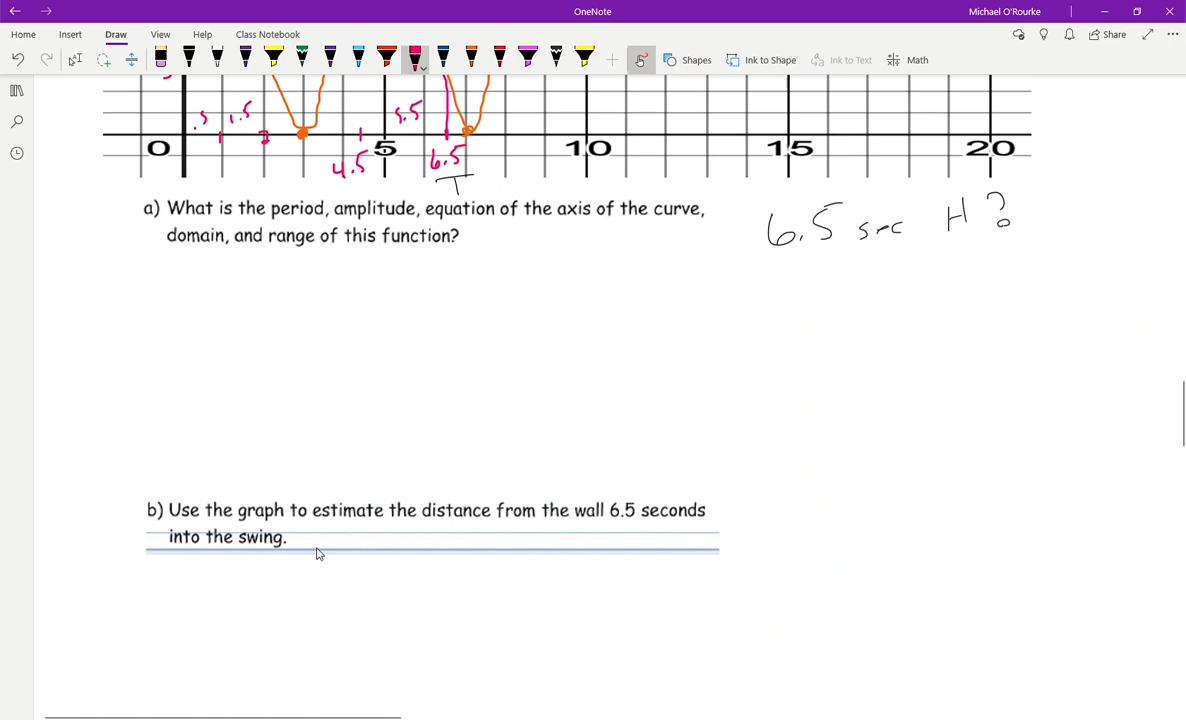 OneNote
Michael O'Rourke
Home Insert Draw View Help Class Notebook
Share
Shapes Ink to Shape Ink to Text Math
.5 1.5 5.5
0 5 10 15 20
1 2 4.5 6.5
T
a) What is the period, amplitude, equation of the axis of the curve,
domain, and range of this function?
6.5 sec H?
b) Use the graph to estimate the distance from the wall 6.5 seconds
into the swing.